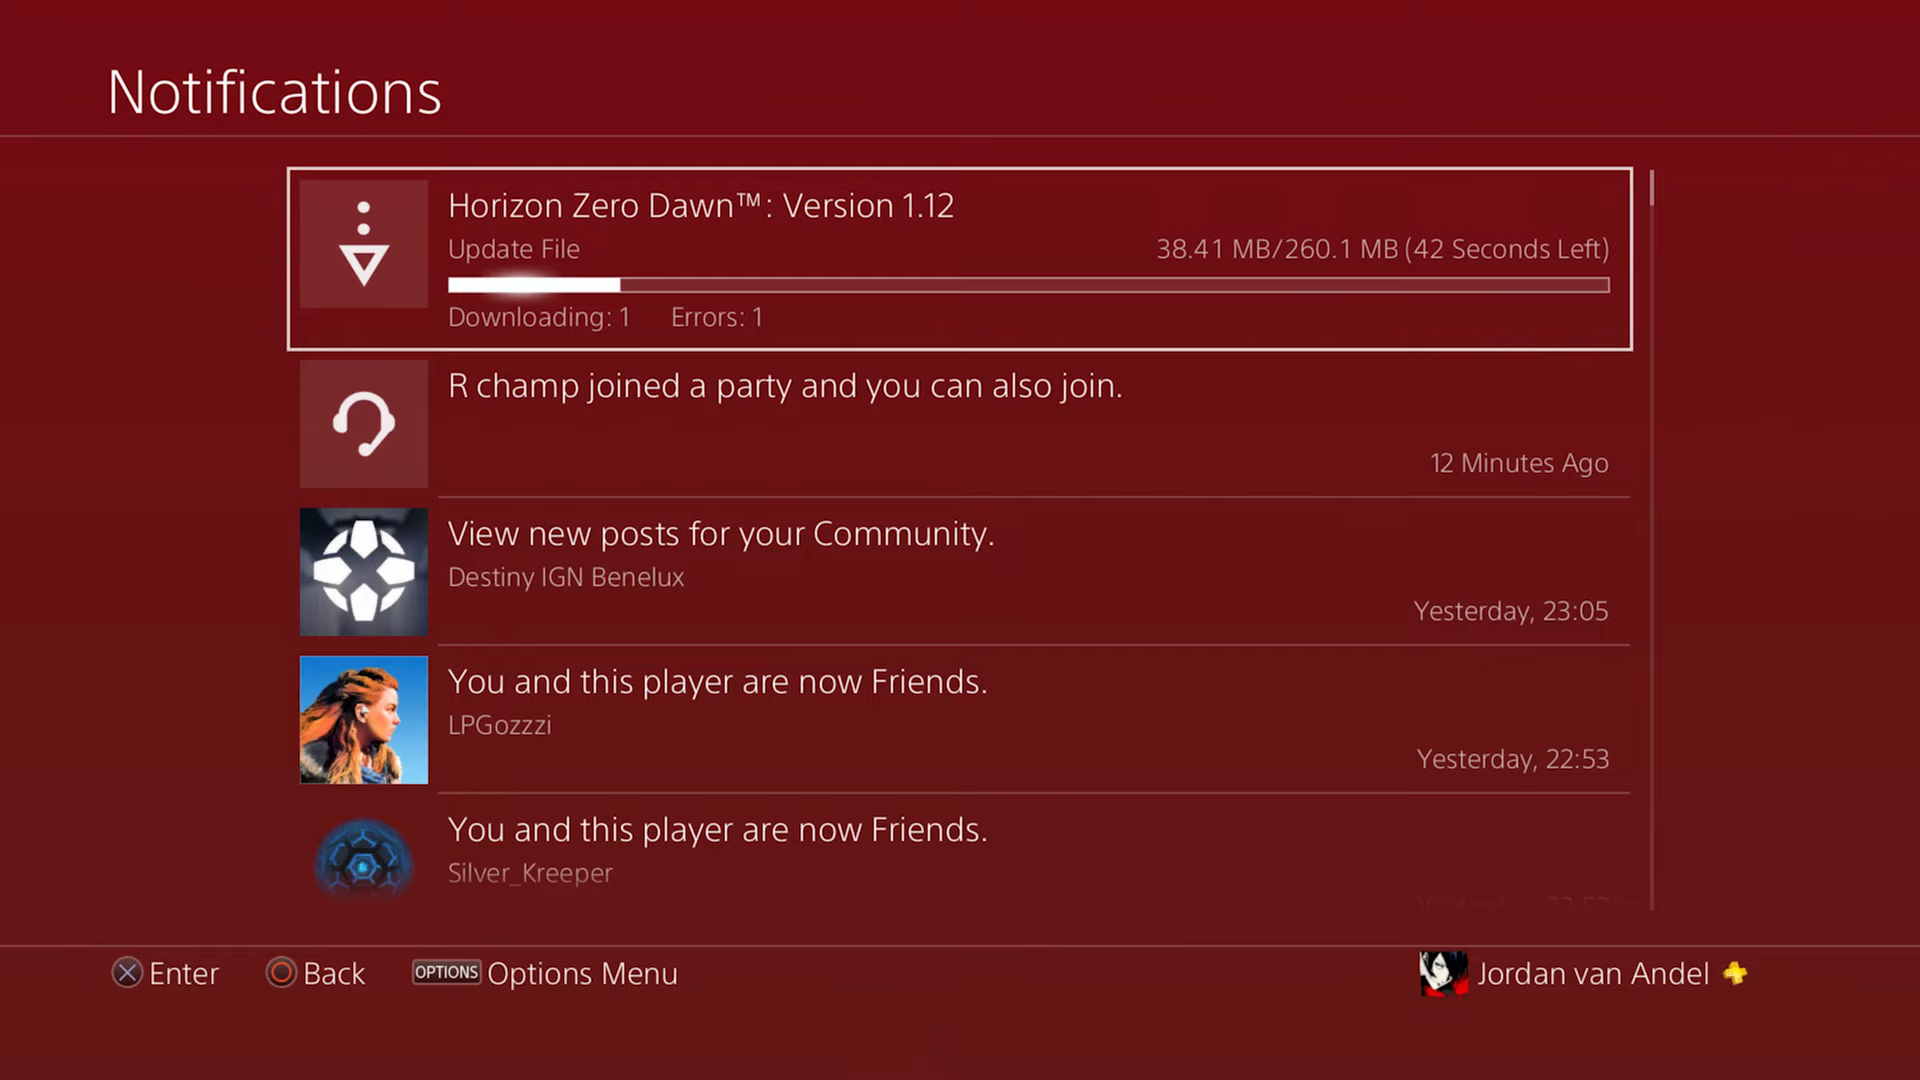 Notifications
Horizon Zero Dawn™: Version 1.12
Update File
38.41 MB/260.1 MB (42 Seconds Left)
Downloading: 1 Errors: 1
R champ joined a party and you can also join.
12 Minutes Ago
View new posts for your Community.
Destiny IGN Benelux
Yesterday, 23:05
You and this player are now Friends.
LPGozzzi
Yesterday, 22:53
You and this player are now Friends.
Silver_Kreeper
Enter Back OPTIONS Options Menu
Jordan van Andel